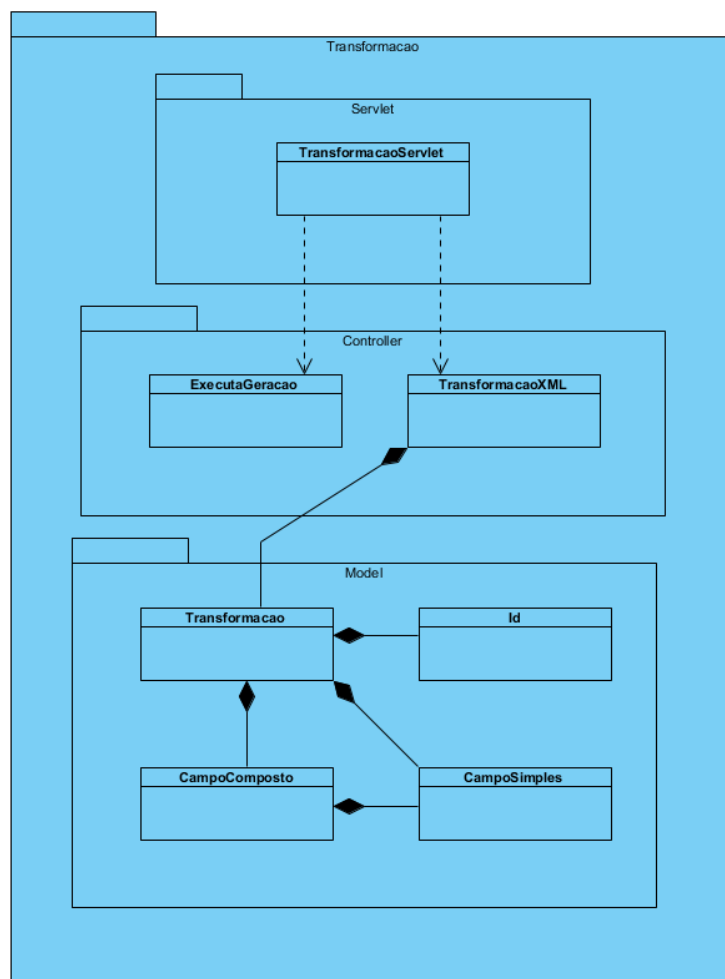 Transformacao
Servlet
TransformacaoServlet
Controller
ExecutaGeracao
TransformacaoXML
Model
Transformacao
Id
CampoComposto
CampoSimples